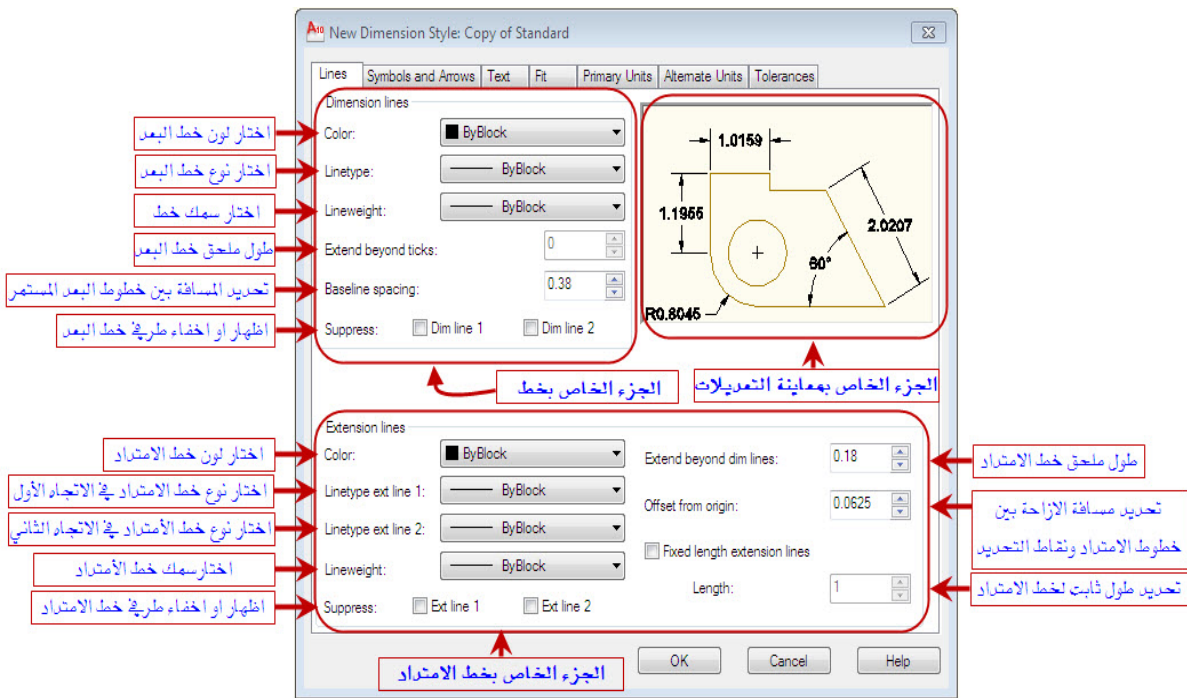 New Dimension Style: Copy of Standard
Lines
Symbols and Arrows
Text
Fit
Primary Units
Alternate Units
Tolerances
Dimension lines
اختار لون خط البعد
Color:
ByBlock
اختار نوع خط البعد
Linetype:
ByBlock
اختار سمك خط
Lineweight:
ByBlock
طول ملحق خط البعد
Extend beyond ticks:
0
تحديد المسافة بين خطوط البعد المستمر
Baseline spacing:
0.38
اظهار او اخفاء طرفي خط البعد
Suppress:
Dim line 1
Dim line 2
الجزء الخاص بخط
1.0159
1.1955
2.0207
60°
R0.8045
الجزء الخاص بمعاينة التعديلات
Extension lines
اختار لون خط الامتداد
Color:
ByBlock
اختار نوع خط الامتداد في الاتجاه الأول
Linetype ext line 1:
ByBlock
اختار نوع خط الأمتداد في الاتجاه الثاني
Linetype ext line 2:
ByBlock
اختارسمك خط الأمتداد
Lineweight:
ByBlock
اظهار او اخفاء طرفي خط الامتداد
Suppress:
Ext line 1
Ext line 2
Extend beyond dim lines:
0.18
طول ملحق خط الامتداد
Offset from origin:
0.0625
تحديد مسافة الازاحة بين
خطوط الامتداد ونقاط التحديد
Fixed length extension lines
Length:
1
تحديد طول ثابت لخط الامتداد
الجزء الخاص بخط الامتداد
OK
Cancel
Help